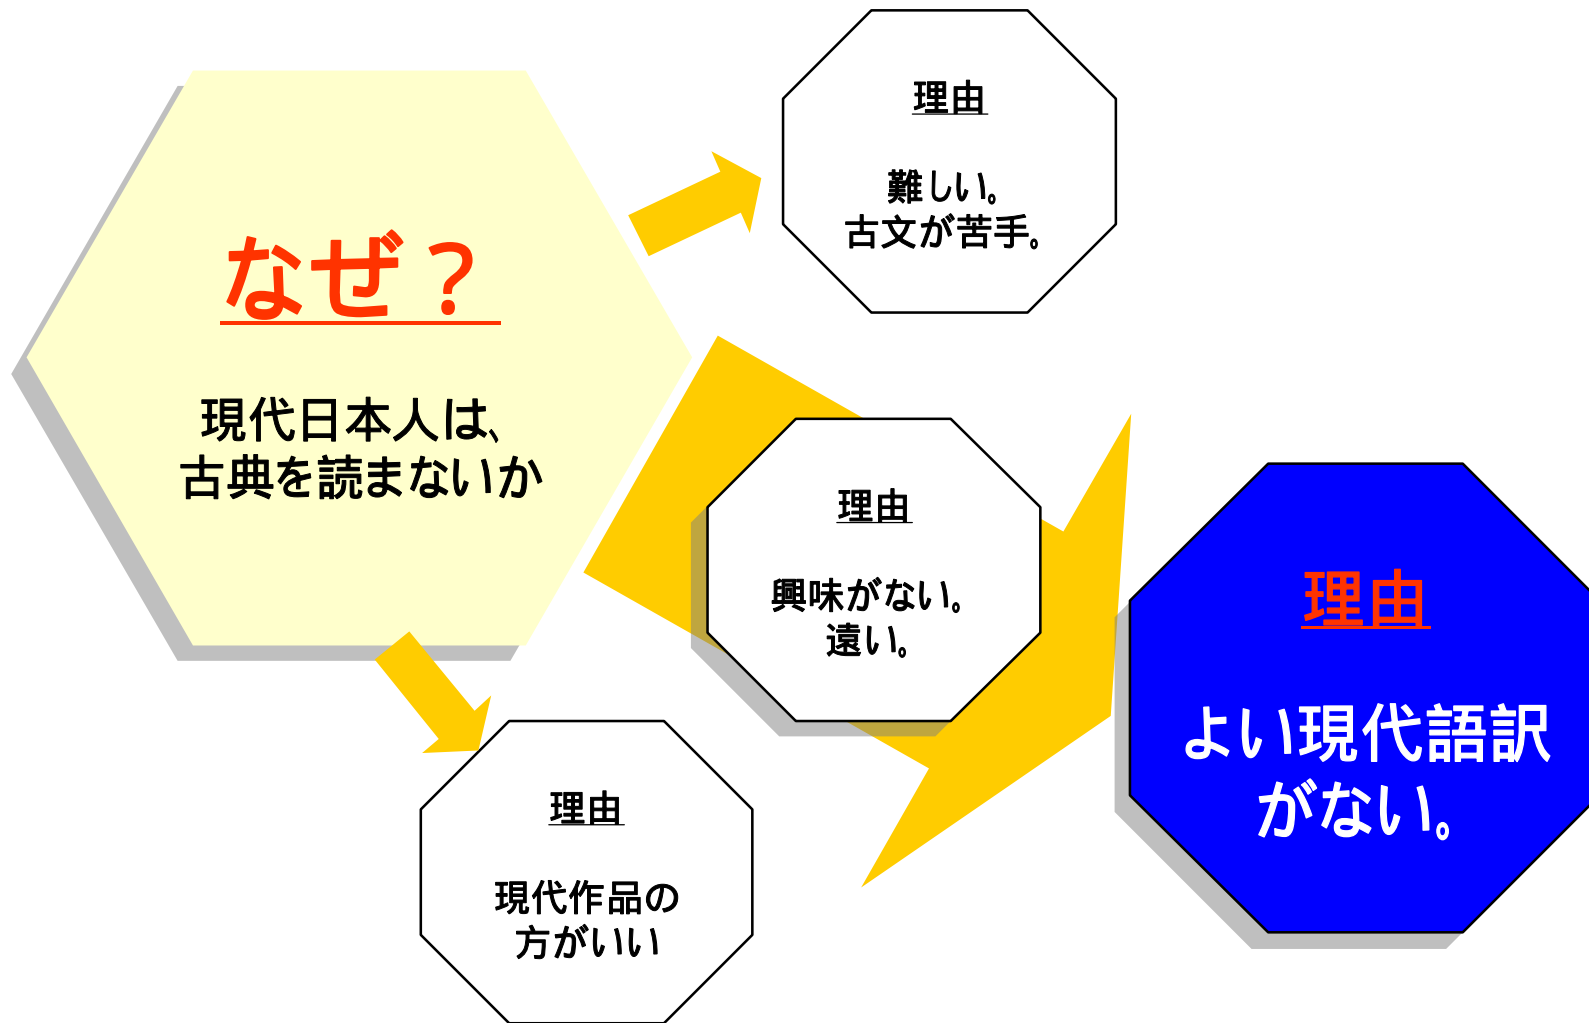 なぜ？
現代日本人は、
古典を読まないか
理由
難しい。
古文が苦手。
理由
興味がない。
遠い。
理由
現代作品の
方がいい
理由
よい現代語訳
がない。